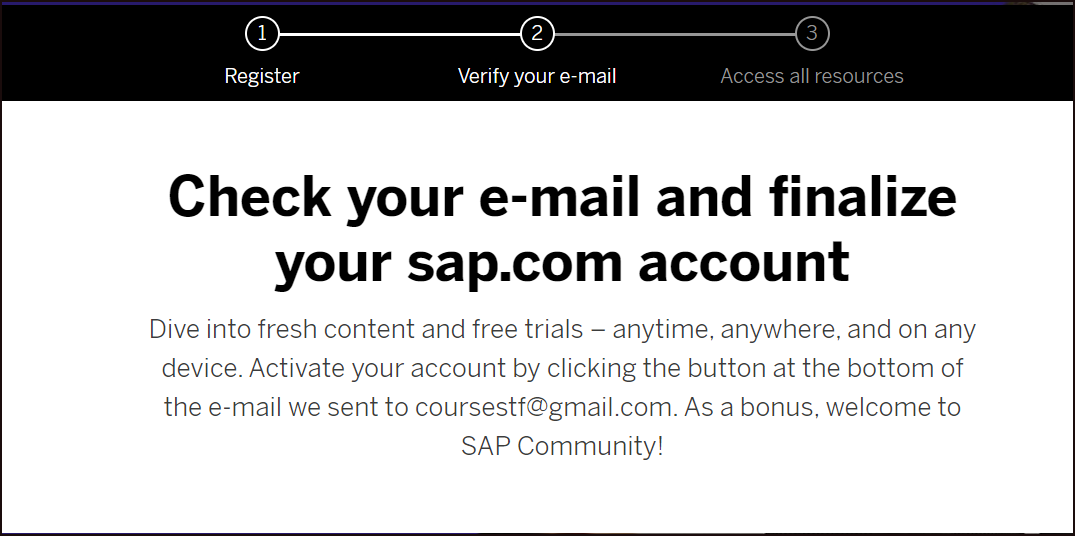 1 2 3
Register Verify your e-mail Access all resources
Check your e-mail and finalize
your sap.com account
Dive into fresh content and free trials – anytime, anywhere, and on any
device. Activate your account by clicking the button at the bottom of
the e-mail we sent to coursestf@gmail.com. As a bonus, welcome to
SAP Community!